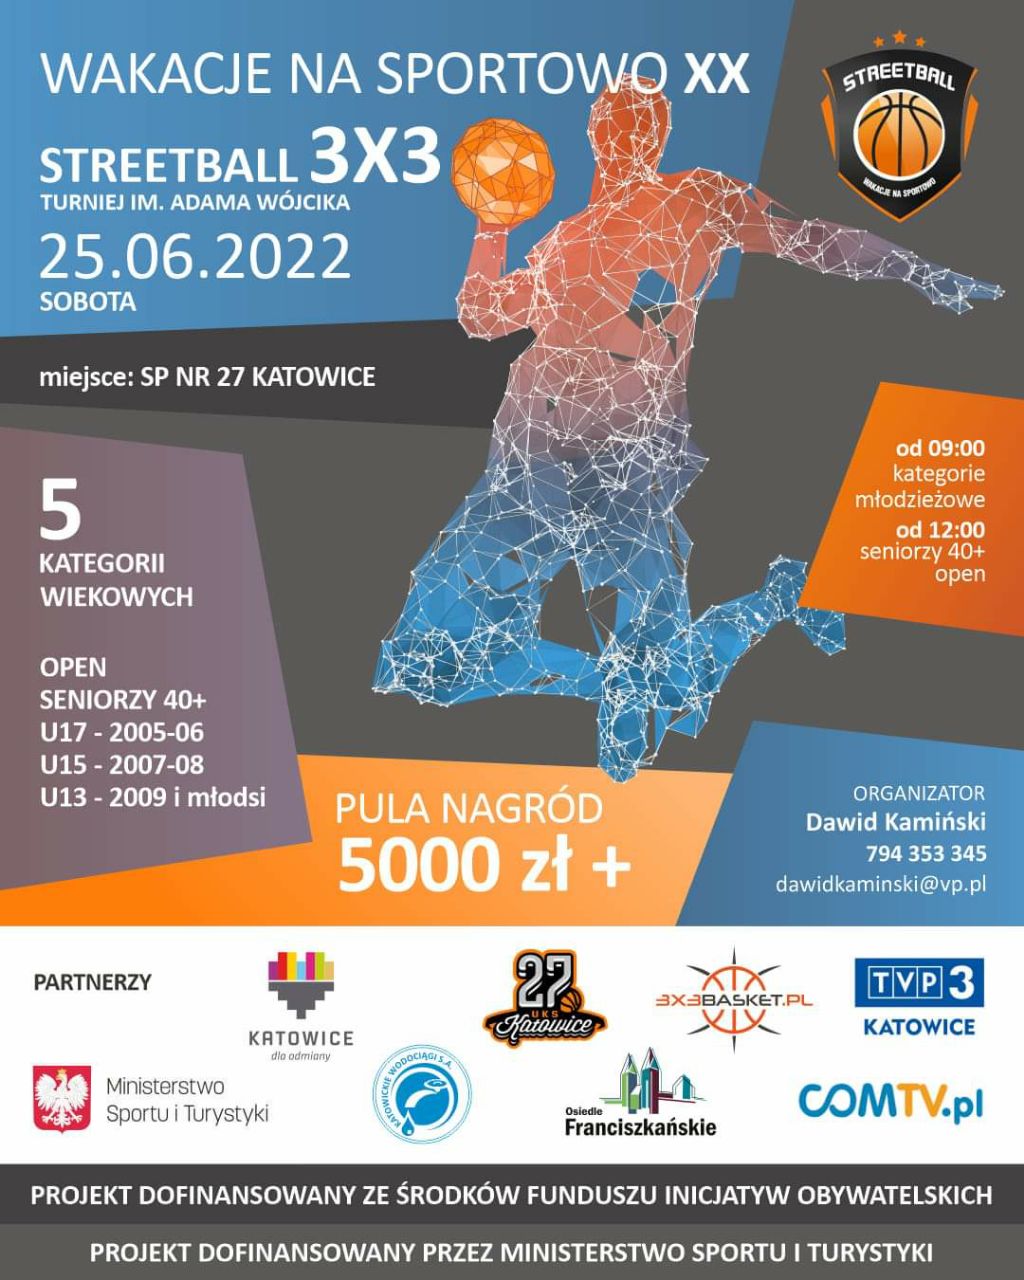 WAKACJE NA SPORTOWO XX
STREETBALL 3X3
TURNIEJ IM. ADAMA WÓJCIKA
25.06.2022
SOBOTA
STREETBALL
WAKACJE NA SPORTOWO
miejsce: SP NR 27 KATOWICE
5
KATEGORII
WIEKOWYCH
OPEN
SENIORZY 40+
U17 - 2005-06
U15 - 2007-08
U13 - 2009 i młodsi
od 09:00
kategorie
młodzieżowe
od 12:00
seniorzy 40+
open
PULA NAGRÓD
5000 zł +
ORGANIZATOR
Dawid Kamiński
794 353 345
dawidkaminski@vp.pl
PARTNERZY
KATOWICE
dla odmiany
27
UKS
Katowice
3X3BASKET.PL
TVP3
KATOWICE
Ministerstwo
Sportu i Turystyki
KATOWICKIE WODOCIĄGI S.A.
Osiedle
Franciszkańskie
COMTV.pl
PROJEKT DOFINANSOWANY ZE ŚRODKÓW FUNDUSZU INICJATYW OBYWATELSKICH
PROJEKT DOFINANSOWANY PRZEZ MINISTERSTWO SPORTU I TURYSTYKI